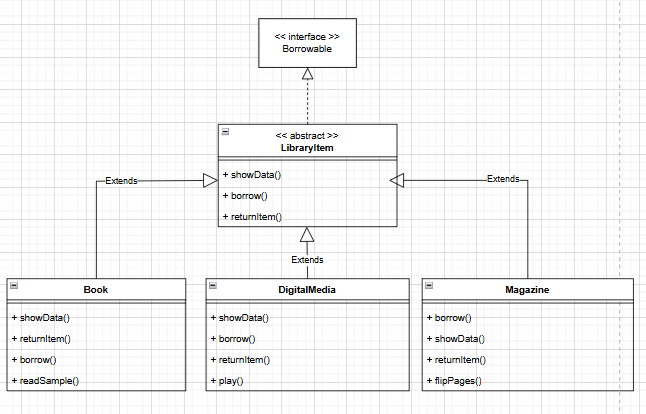 << interface >>
Borrowable
<< abstract >>
LibraryItem
+ showData()
+ borrow()
+ returnItem()
Extends
Extends
Extends
Book
+ showData()
+ returnItem()
+ borrow()
+ readSample()
DigitalMedia
+ showData()
+ borrow()
+ returnItem()
+ play()
Magazine
+ borrow()
+ showData()
+ returnItem()
+ flipPages()